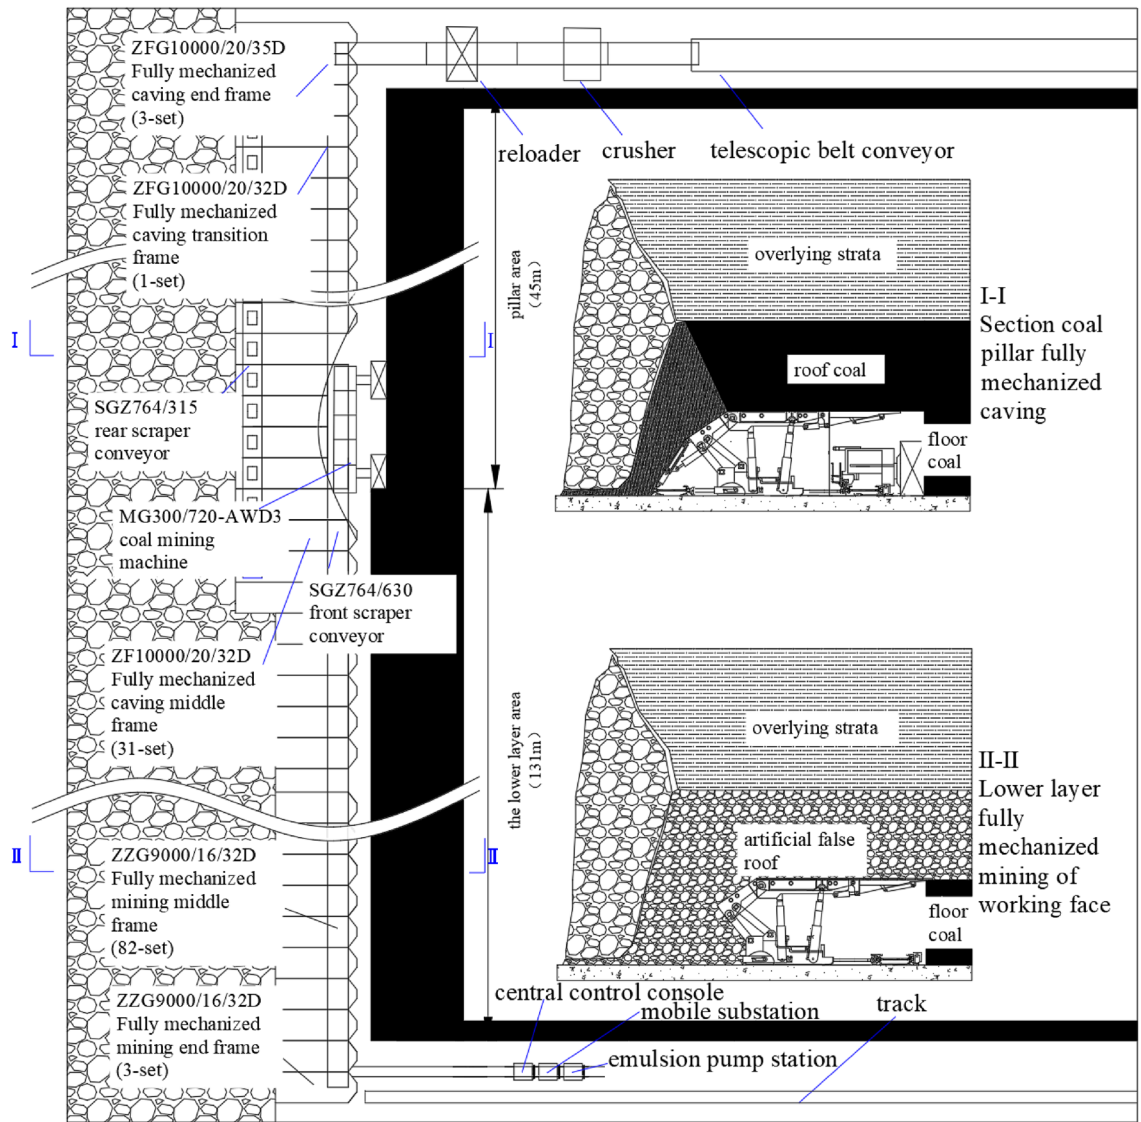 ZFG10000/20/35D
Fully mechanized
caving end frame
(3-set)
reloader
crusher
telescopic belt conveyor
ZFG10000/20/32D
Fully mechanized
caving transition
frame
(1-set)
pillar area
(45m)
overlying strata
roof coal
floor
coal
I-I
Section coal
pillar fully
mechanized
caving
I
I
SGZ764/315
rear scraper
conveyor
MG300/720-AWD3
coal mining
machine
SGZ764/630
front scraper
conveyor
ZF10000/20/32D
Fully mechanized
caving middle
frame
(31-set)
the lower layer area
(131m)
overlying strata
artificial false
roof
floor
coal
II-II
Lower layer
fully
mechanized
mining of
working face
II
II
ZZG9000/16/32D
Fully mechanized
mining middle
frame
(82-set)
ZZG9000/16/32D
Fully mechanized
mining end frame
(3-set)
central control console
mobile substation
emulsion pump station
track